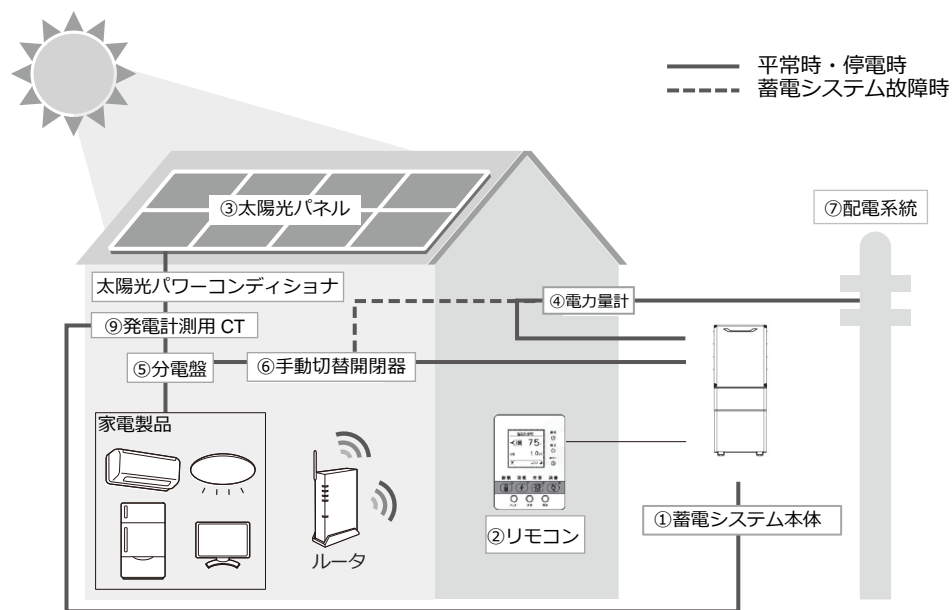 平常時・停電時
蓄電システム故障時
③太陽光パネル
⑦配電系統
太陽光パワーコンディショナ
④電力量計
⑨発電計測用 CT
⑤分電盤
⑥手動切替開閉器
家電製品
75
1.0
②リモコン
①蓄電システム本体
ルータ